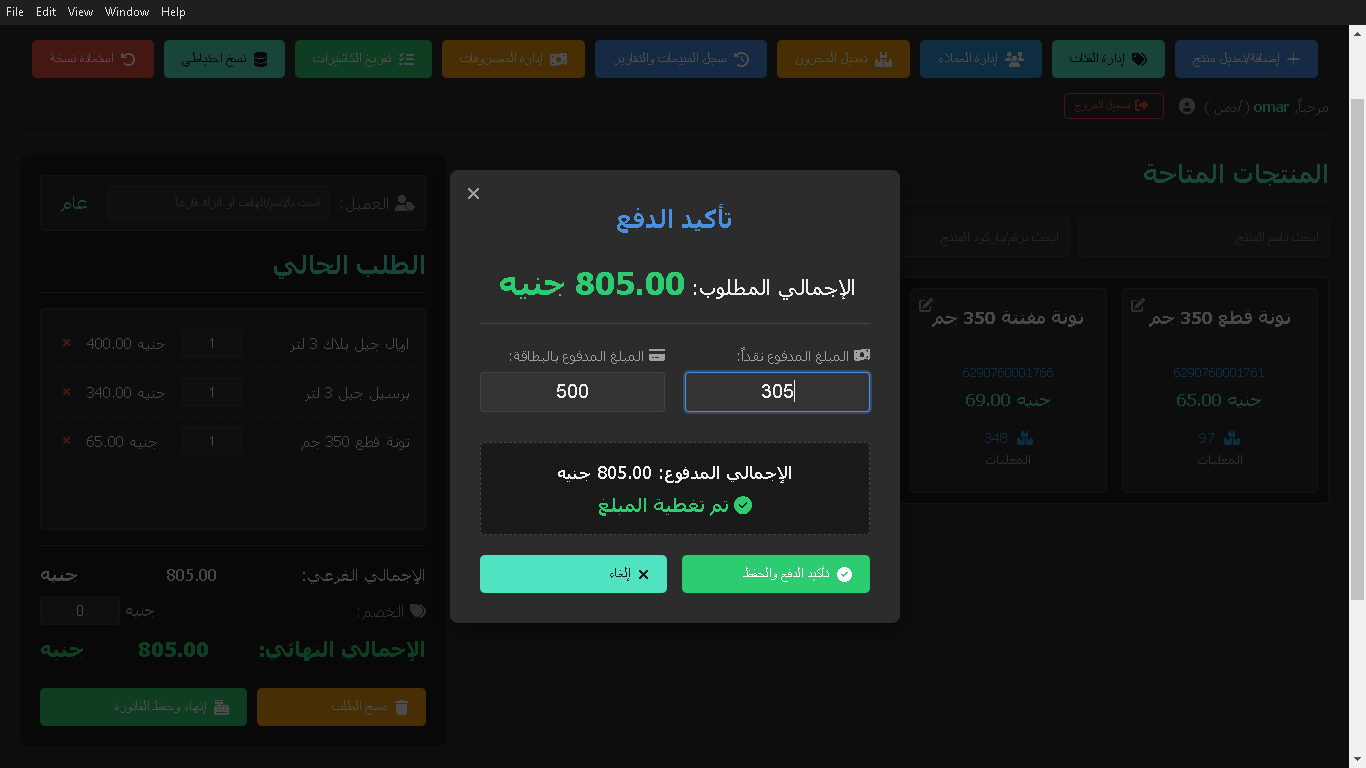 File Edit View Window Help
إضافة/تعديل منتج
إدارة الفئات
إدارة العملاء
تعديل المخزون
سجل المبيعات والتقارير
إدارة المصروفات
تفريغ الكاشيرات
نسخ احتياطي
استعادة نسخة
مرحباً, omar (أدمن)
تسجيل الخروج
المنتجات المتاحة
ابحث باسم المنتج ...
ابحث برقم/باركود المنتج ...
تونة قطع 350 جم
6290760001761
65.00 جنيه
97
المعلبات
تونة مفتتة 350 جم
6290760001766
69.00 جنيه
348
المعلبات
تأكيد الدفع
الإجمالي المطلوب: 805.00 جنيه
المبلغ المدفوع نقداً:
305
المبلغ المدفوع بالبطاقة:
500
الإجمالي المدفوع: 805.00 جنيه
تم تغطية المبلغ
تأكيد الدفع والحفظ
إلغاء
العميل:
ابحث بالاسم/الهاتف أو اترك فارغاً
عام
الطلب الحالي
اريال جيل بلاك 3 لتر 1 400.00 جنيه
برسيل جيل 3 لتر 1 340.00 جنيه
تونة قطع 350 جم 1 65.00 جنيه
الإجمالي الفرعي: 805.00 جنيه
الخصم: جنيه 0
الإجمالي النهائي: 805.00 جنيه
مسح الطلب
إنهاء وحفظ الفاتورة